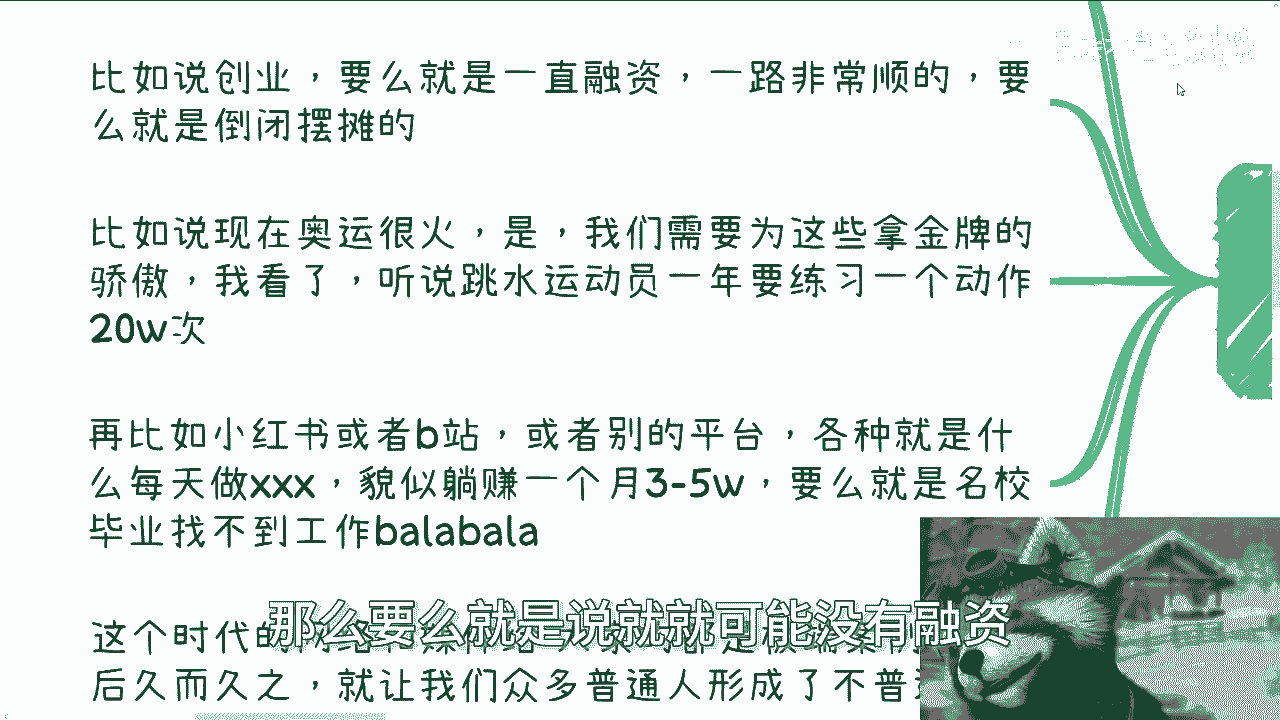 比如说创业，要么就是一直融资，一路非常顺的，要
么就是倒闭摆摊的
比如说现在奥运很火，是，我们需要为这些拿金牌的
骄傲，我看了，听说跳水运动员一年要练习一个动作
20w次
再比如小红书或者b站，或者别的平台，各种就是什
么每天做xxx，貌似躺赚一个月3-5w，要么就是名校
毕业找不到工作balabala
这个时代的
后久而久之，就让我们众多普通人形成了不普
那么要么就是说就就可能没有融资